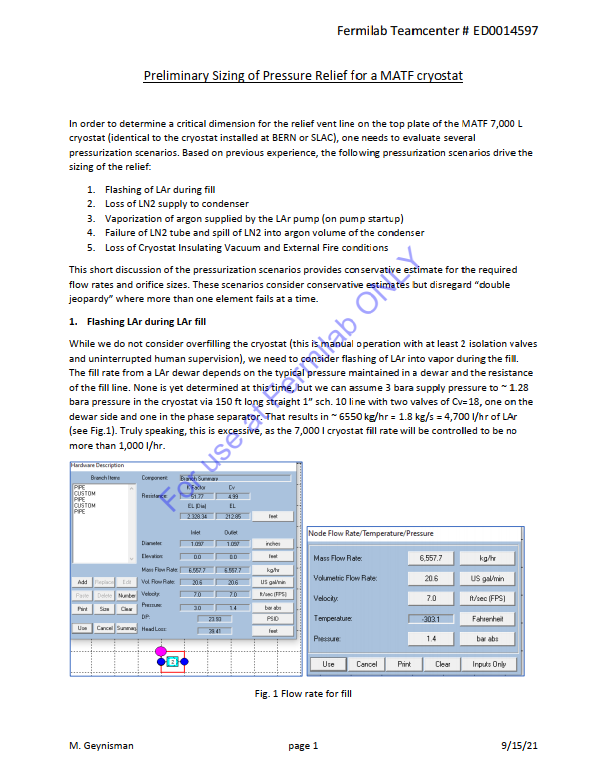 Fermilab Teamcenter # ED0014597
Preliminary Sizing of Pressure Relief for a MATF cryostat
In order to determine a critical dimension for the relief vent line on the top plate of the MATF 7,000 L
cryostat (identical to the cryostat installed at BERN or SLAC), one needs to evaluate several
pressurization scenarios. Based on previous experience, the following pressurization scenarios drive the
sizing of the relief:
1. Flashing of LAr during fill
2. Loss of LN2 supply to condenser
3. Vaporization of argon supplied by the LAr pump (on pump startup)
4. Failure of LN2 tube and spill of LN2 into argon volume of the condenser
5. Loss of Cryostat Insulating Vacuum and External Fire conditions
This short discussion of the pressurization scenarios provides conservative estimate for the required
flow rates and orifice sizes. These scenarios consider conservative estimates but disregard "double
jeopardy" where more than one element fails at a time.
1. Flashing LAr during LAr fill
While we do not consider overfilling the cryostat (this is manual operation with at least 2 isolation valves
and uninterrupted human supervision), we need to consider flashing of LAr into vapor during the fill.
The fill rate from a LAr dewar depends on the typical pressure maintained in a dewar and the resistance
of the fill line. None is yet determined at this time, but we can assume 3 bara supply pressure to ~ 1.28
bara pressure in the cryostat via 150 ft long straight 1" sch. 10 line with two valves of Cv=18, one on the
dewar side and one in the phase separator. That results in ~ 6550 kg/hr = 1.8 kg/s = 4,700 l/hr of LAr
(see Fig.1). Truly speaking, this is excessive, as the 7,000 l cryostat fill rate will be controlled to be no
more than 1,000 l/hr.
For use at Fermilab ONLY
Hardware Description
Branch Items Component: Branch Summary
PIPE
CUSTOM
PIPE
CUSTOM
PIPE
K Factor Cv
Resistance: 51.77 4.99
EL (Dia) EL
2,328.34 212.85 feet
Inlet Outlet
Diameter: 1.097 1.097 inches
Elevation: 0.0 0.0 feet
Mass Flow Rate: 6,557.7 6,557.7 kg/hr
Vol. Flow Rate: 20.6 20.6 US gal/min
Velocity: 7.0 7.0 ft/sec (FPS)
Pressure: 3.0 1.4 bar abs
DP: 23.93 PSID
Head Loss: 39.41 feet
Add Replace Edit
Paste Delete Number
Print Size Clear
Use Cancel Summary
2
Node Flow Rate/Temperature/Pressure
Mass Flow Rate: 6,557.7 kg/hr
Volumetric Flow Rate: 20.6 US gal/min
Velocity: 7.0 ft/sec (FPS)
Temperature: -303.1 Fahrenheit
Pressure: 1.4 bar abs
Use Cancel Print Clear Inputs Only
Fig. 1 Flow rate for fill
M. Geynisman page 1 9/15/21